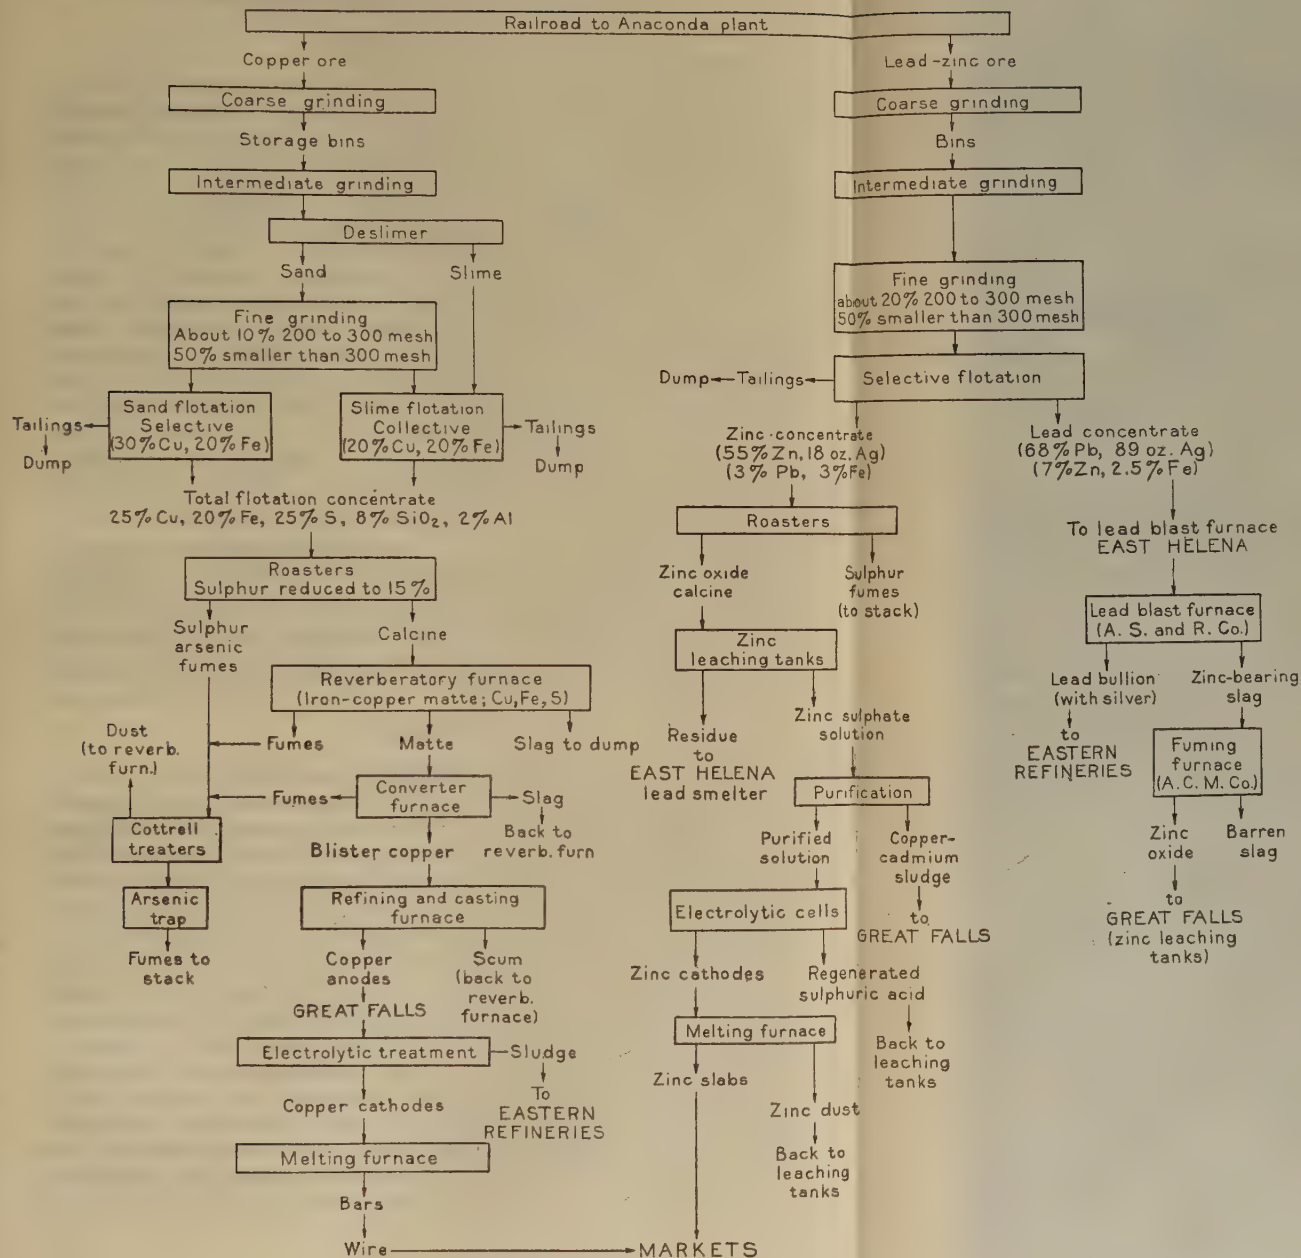 Railroad to Anaconda plant
Copper ore
Coarse grinding
Storage bins
Intermediate grinding
Deslimer
Sand
Slime
Fine grinding
About 10% 200 to 300 mesh
50% smaller than 300 mesh
Sand flotation
Selective
(30% Cu, 20% Fe)
Tailings
Dump
Slime flotation
Collective
(20% Cu, 20% Fe)
Tailings
Dump
Total flotation concentrate
25% Cu, 20% Fe, 25% S, 8% SiO₂, 2% Al
Roasters
Sulphur reduced to 15%
Sulphur
arsenic
fumes
Calcine
Reverberatory furnace
(Iron-copper matte; Cu, Fe, S)
Dust
(to reverb.
furn.)
Fumes
Matte
Slag to dump
Fumes
Converter
furnace
Slag
Back to
reverb. furn
Cottrell
treaters
Blister copper
Arsenic
trap
Fumes to
stack
Refining and casting
furnace
Copper
anodes
GREAT FALLS
Scum
(back to
reverb.
furnace)
Electrolytic treatment
Sludge
To
EASTERN
REFINERIES
Copper cathodes
Melting furnace
Bars
Wire
MARKETS
Lead-zinc ore
Coarse grinding
Bins
Intermediate grinding
Fine grinding
about 20% 200 to 300 mesh
50% smaller than 300 mesh
Selective flotation
Tailings
Dump
Zinc concentrate
(55% Zn, 18 oz. Ag)
(3% Pb, 3% Fe)
Roasters
Zinc oxide
calcine
Sulphur
fumes
(to stack)
Zinc
leaching tanks
Residue
to
EAST HELENA
lead smelter
Zinc sulphate
solution
Purification
Purified
solution
Copper-
cadmium
sludge
to
GREAT FALLS
Electrolytic cells
Zinc cathodes
Regenerated
sulphuric acid
Back to
leaching
tanks
Melting furnace
Zinc slabs
Zinc dust
Back to
leaching
tanks
Lead concentrate
(68% Pb, 89 oz. Ag)
(7% Zn, 2.5% Fe)
To lead blast furnace
EAST HELENA
Lead blast furnace
(A. S. and R. Co.)
Lead bullion
(with silver)
to
EASTERN
REFINERIES
Zinc-bearing
slag
Fuming
furnace
(A. C. M. Co.)
Zinc
oxide
to
GREAT FALLS
(zinc leaching
tanks)
Barren
slag